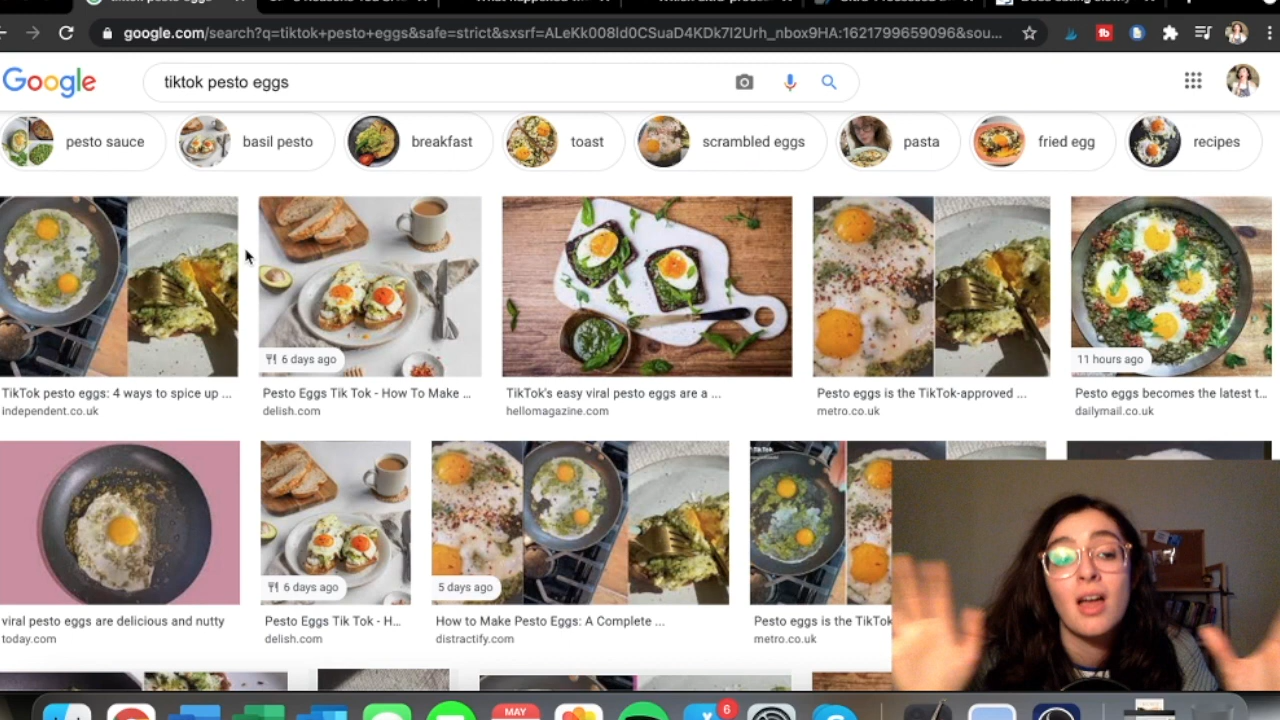 tiktok pesto eggs
google.com/search?q=tiktok+pesto+eggs&safe=strict&sxsrf=ALeKk008Id0CSuaD4KDk7I2Urh_nbox9HA:1621799659096&sou...
Google
tiktok pesto eggs
pesto sauce
basil pesto
breakfast
toast
scrambled eggs
pasta
fried egg
recipes
6 days ago
11 hours ago
TikTok pesto eggs: 4 ways to spice up ...
independent.co.uk
Pesto Eggs Tik Tok - How To Make ...
delish.com
TikTok's easy viral pesto eggs are a ...
hellomagazine.com
Pesto eggs is the TikTok-approved ...
metro.co.uk
Pesto eggs becomes the latest t...
dailymail.co.uk
TikTok
6 days ago
5 days ago
viral pesto eggs are delicious and nutty
today.com
Pesto Eggs Tik Tok - H...
delish.com
How to Make Pesto Eggs: A Complete ...
distractify.com
Pesto eggs is the TikTok
metro.co.uk
MAY
6